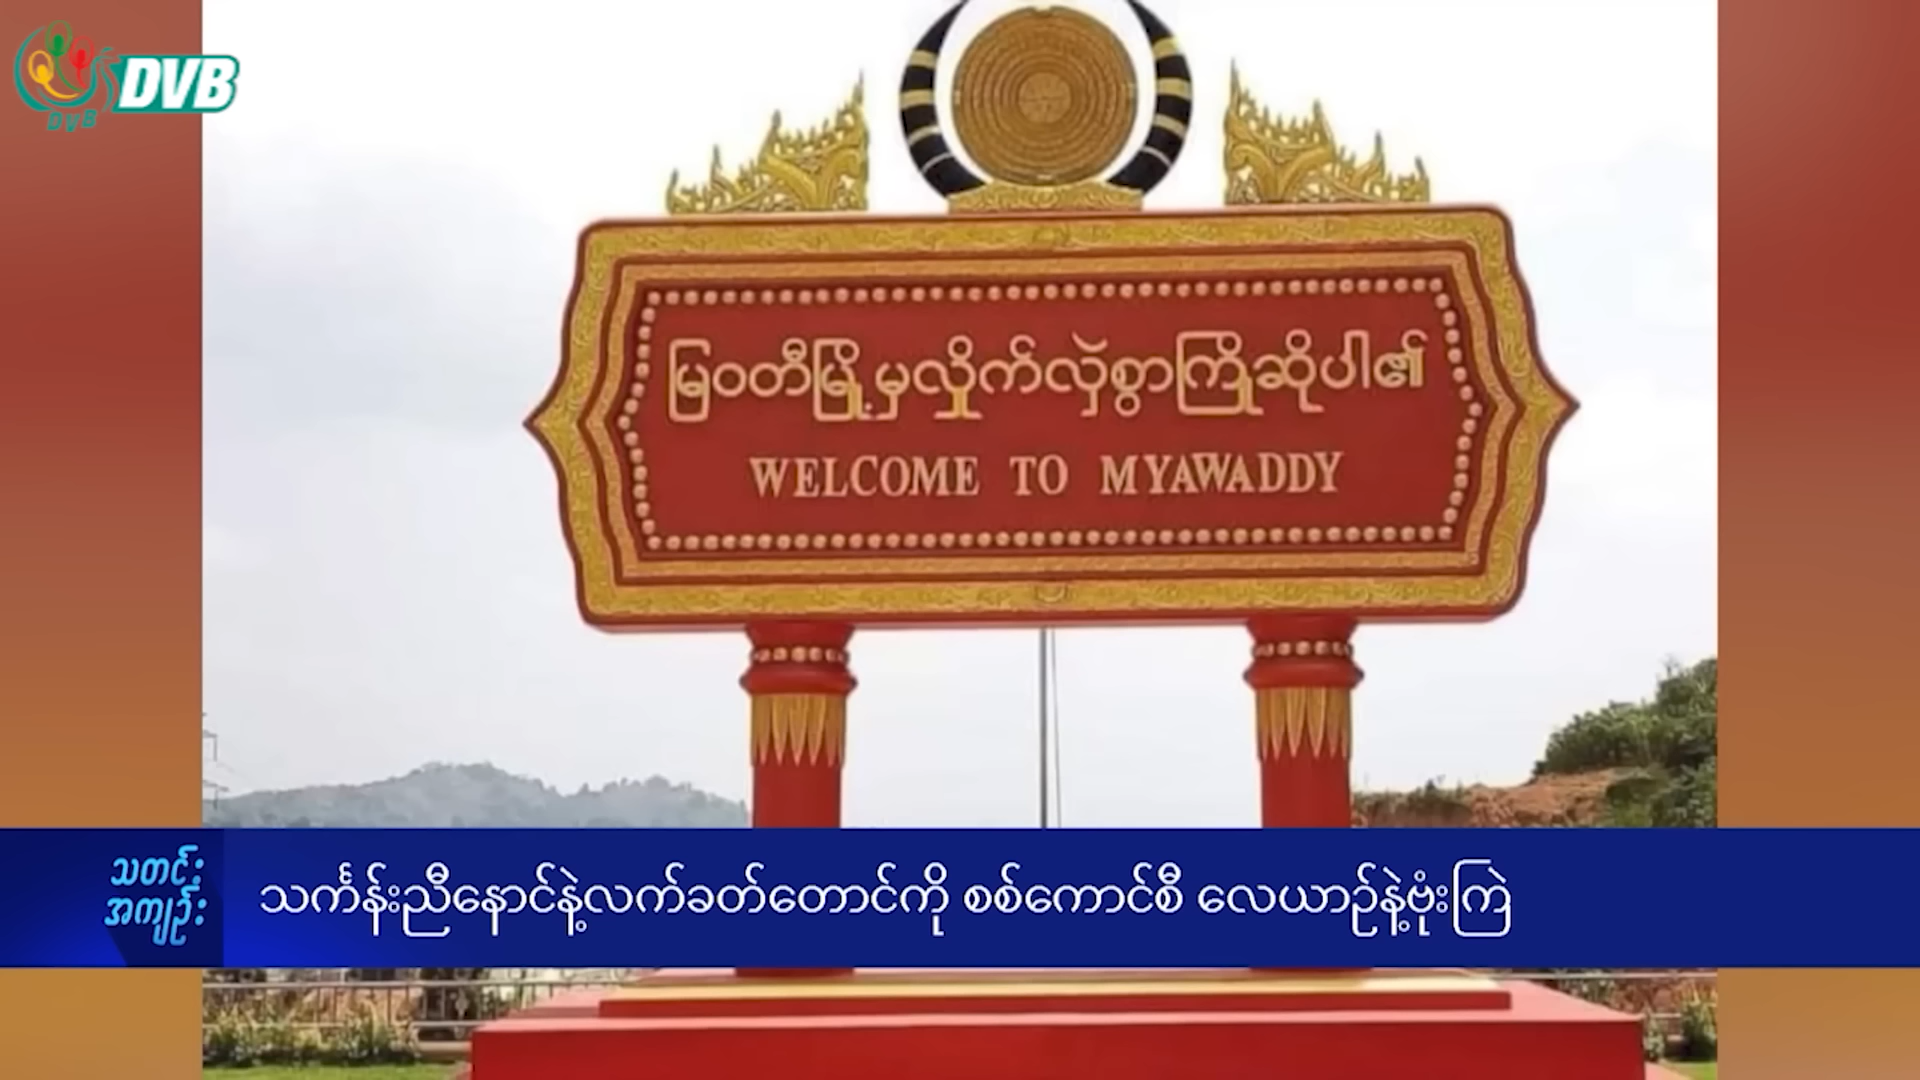 DVB
DVB
မြဝတီမြို့မှလှိုက်လှဲစွာကြိုဆိုပါ၏
WELCOME TO MYAWADDY
သတင်း
အကျဉ်း
သင်္ကန်းညီနောင်နဲ့လက်ခတ်တောင်ကို စစ်ကောင်စီ လေယာဉ်နဲ့ဗုံးကြဲ